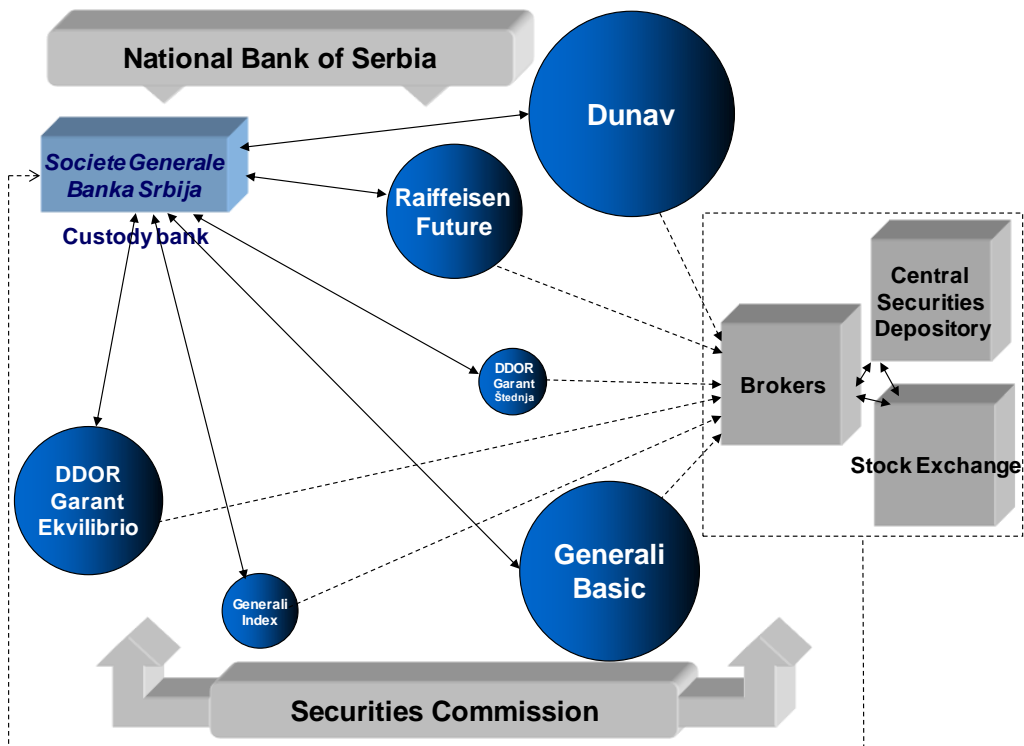 National Bank of Serbia
Dunav
Societe Generale
Banka Srbija
Custody bank
Raiffeisen
Future
Central
Securities
Depository
Brokers
DDOR
Garant
Štednja
Stock Exchange
DDOR
Garant
Ekvilibrio
Generali
Basic
Generali
Index
Securities Commission